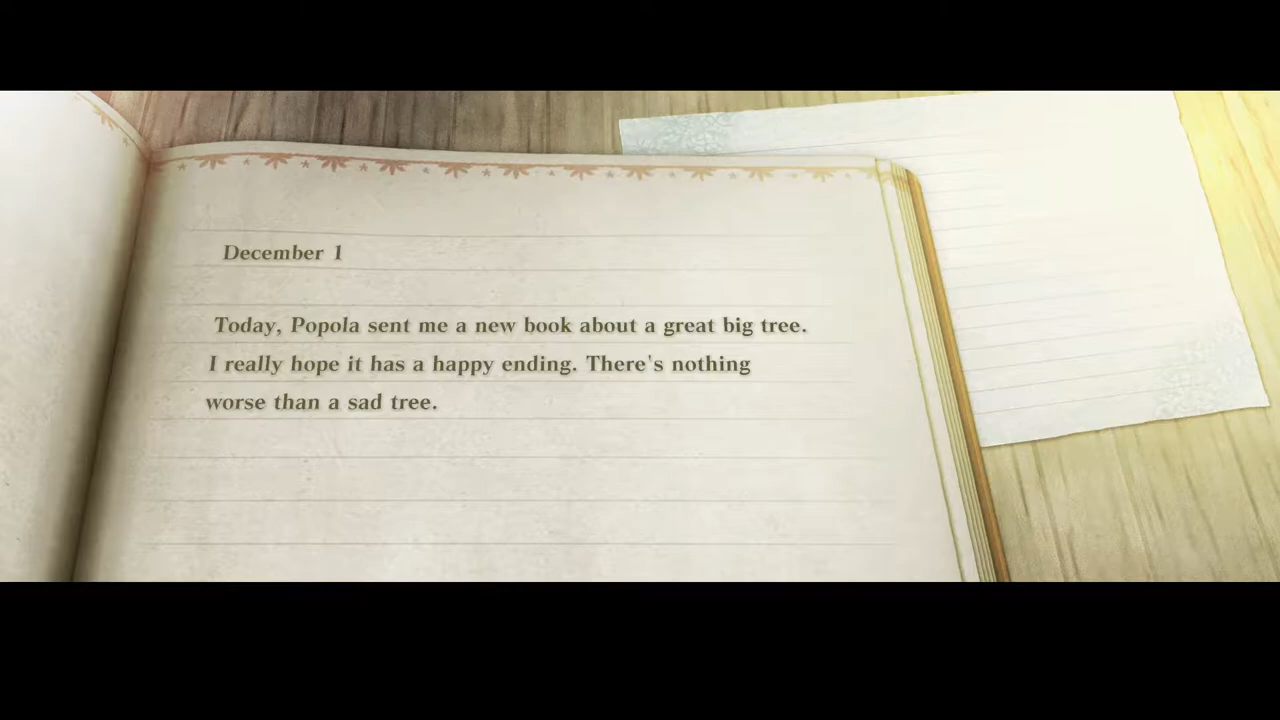 December 1
Today, Popola sent me a new book about a great big tree.
I really hope it has a happy ending. There's nothing
worse than a sad tree.